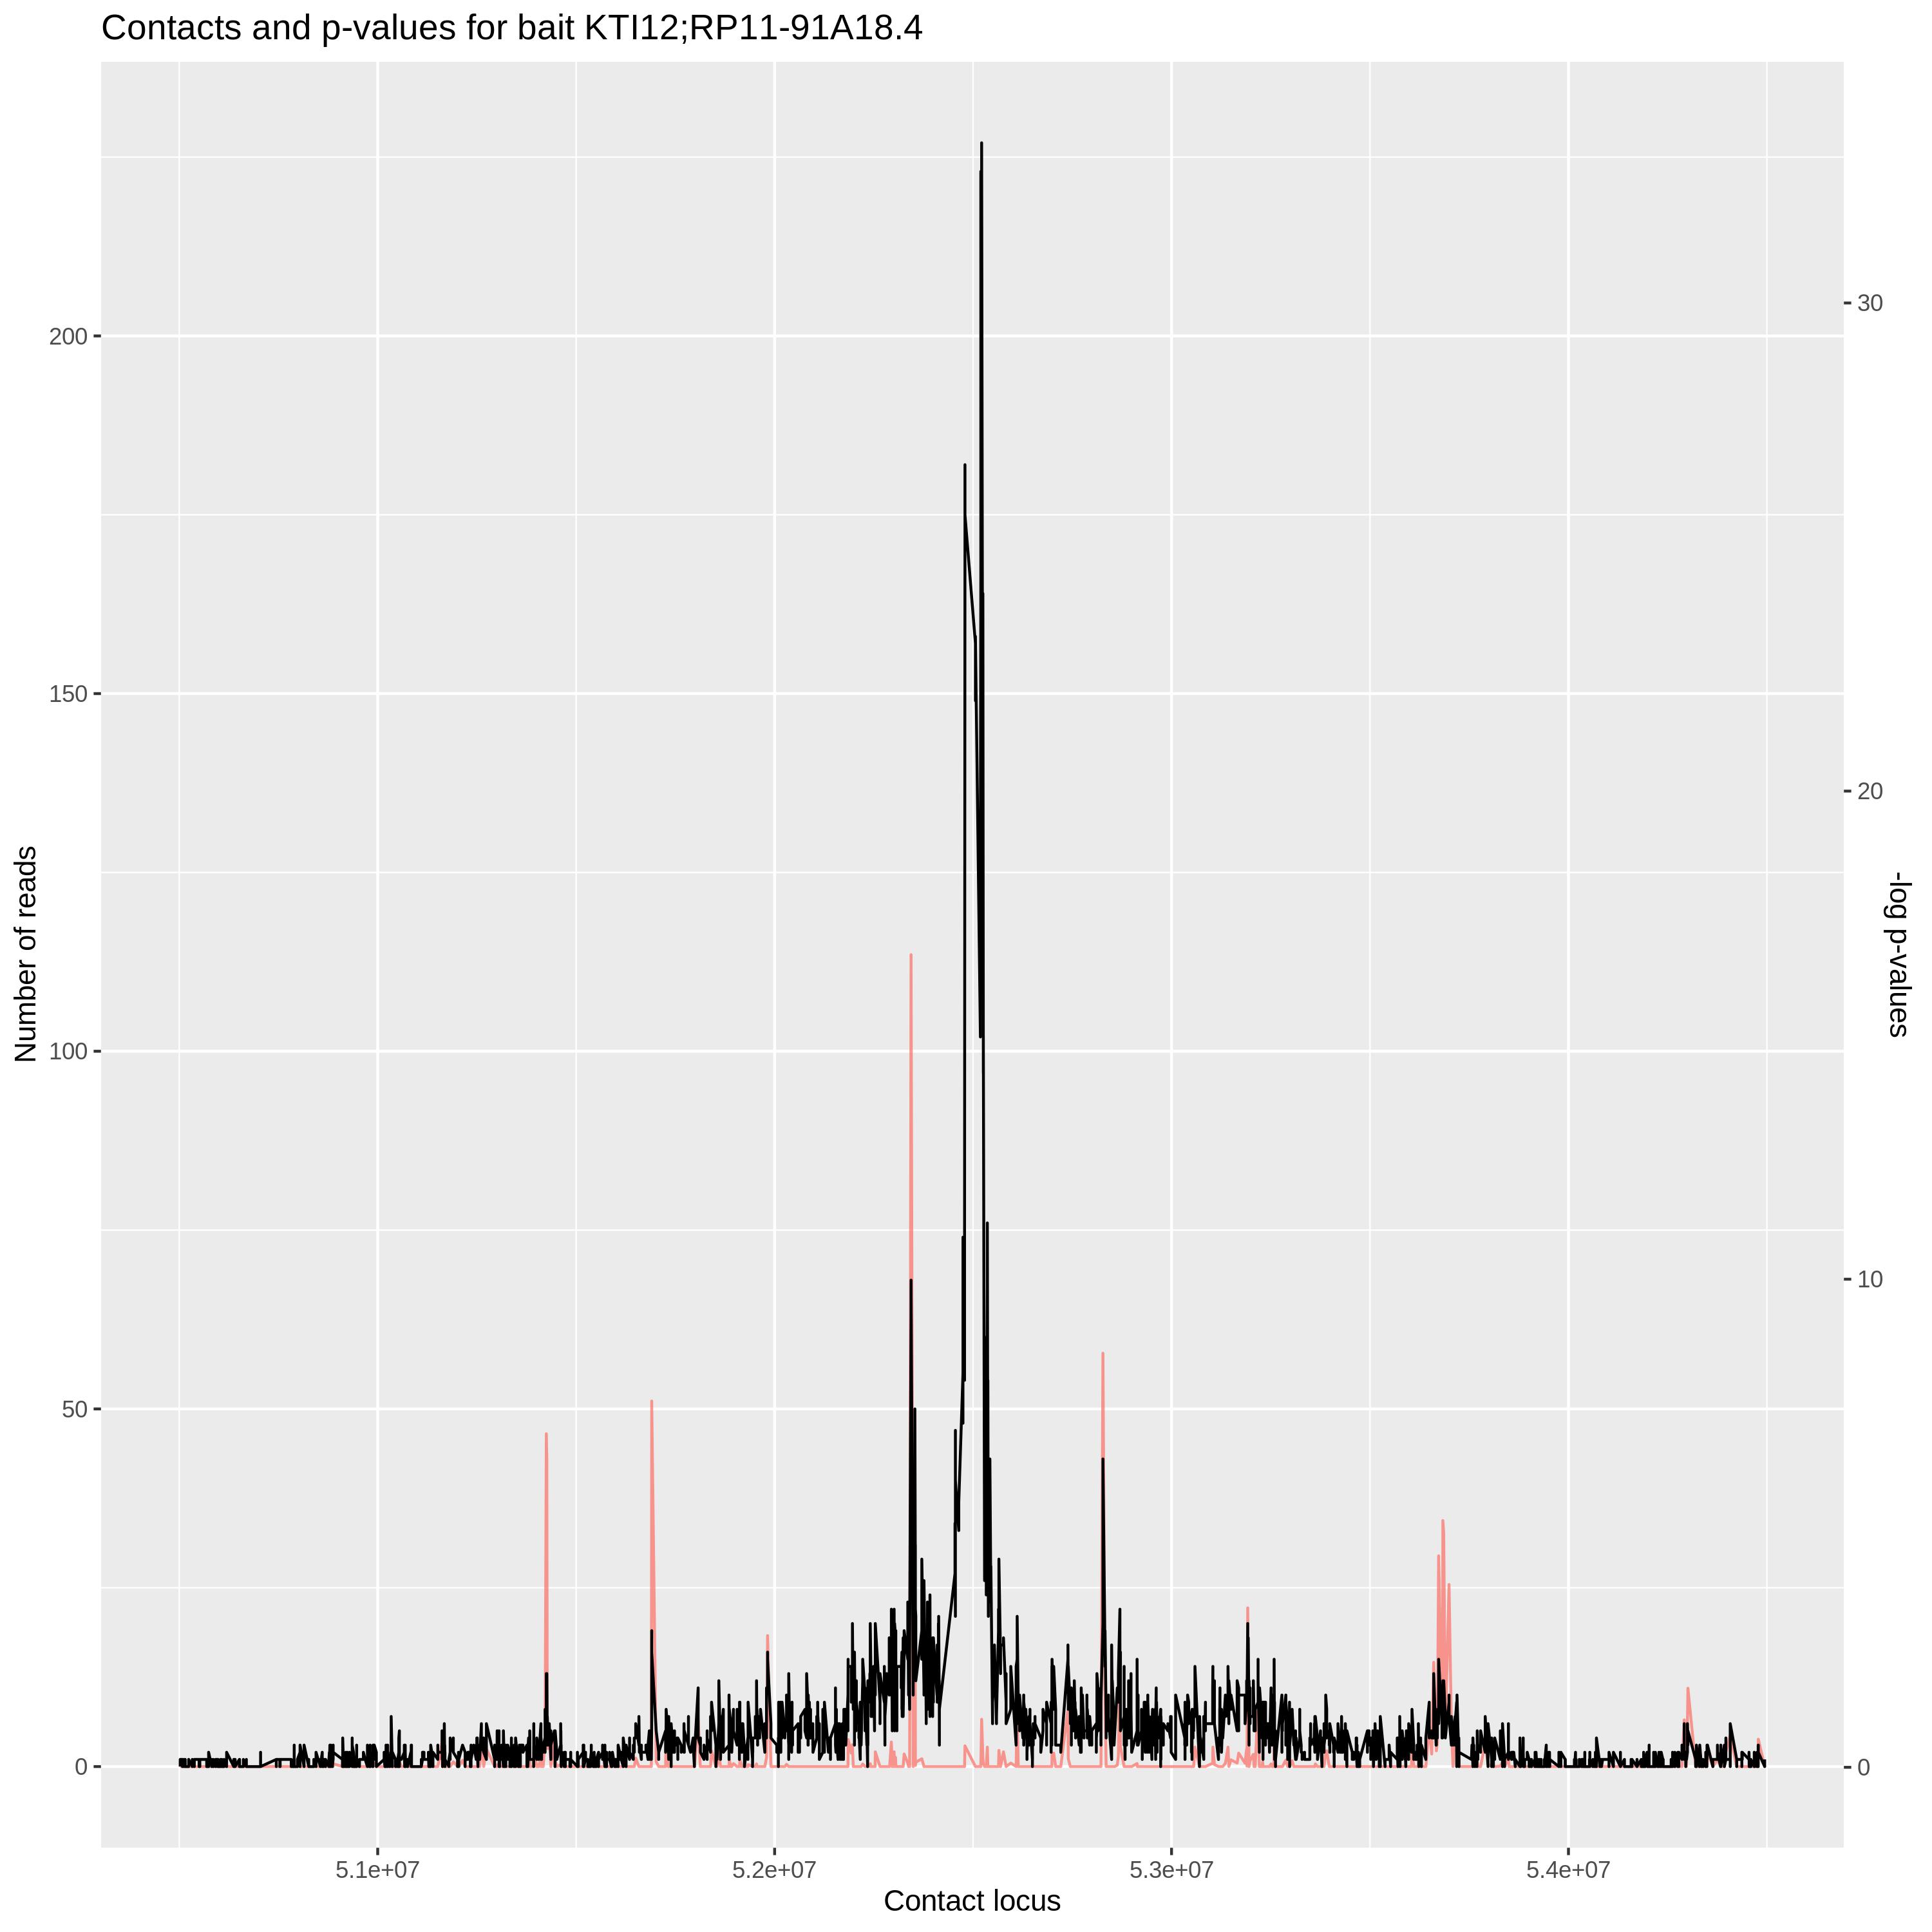 Contacts and p-values for bait KTI12;RP11-91A18.4
Number of reads
200
150
100
50
0
30
20
10
0
-log p-values
5.1e+07 5.2e+07 5.3e+07 5.4e+07
Contact locus